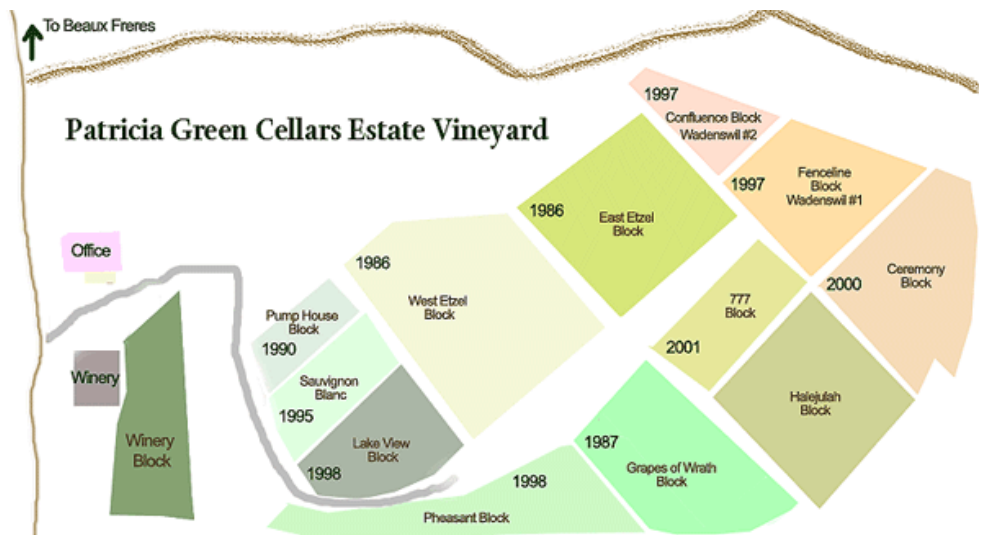 To Beaux Freres
Patricia Green Cellars Estate Vineyard
1997
Confluence Block
Wadenswil #2
1997
Fenceline
Block
Wadenswil #1
1986
East Etzel
Block
Office
1986
West Etzel
Block
2000
Ceremony
Block
777
Block
2001
Pump House
Block
1990
Winery
Sauvignon
Blanc
1995
Halejulah
Block
Winery
Block
Lake View
Block
1998
1987
Grapes of Wrath
Block
1998
Pheasant Block